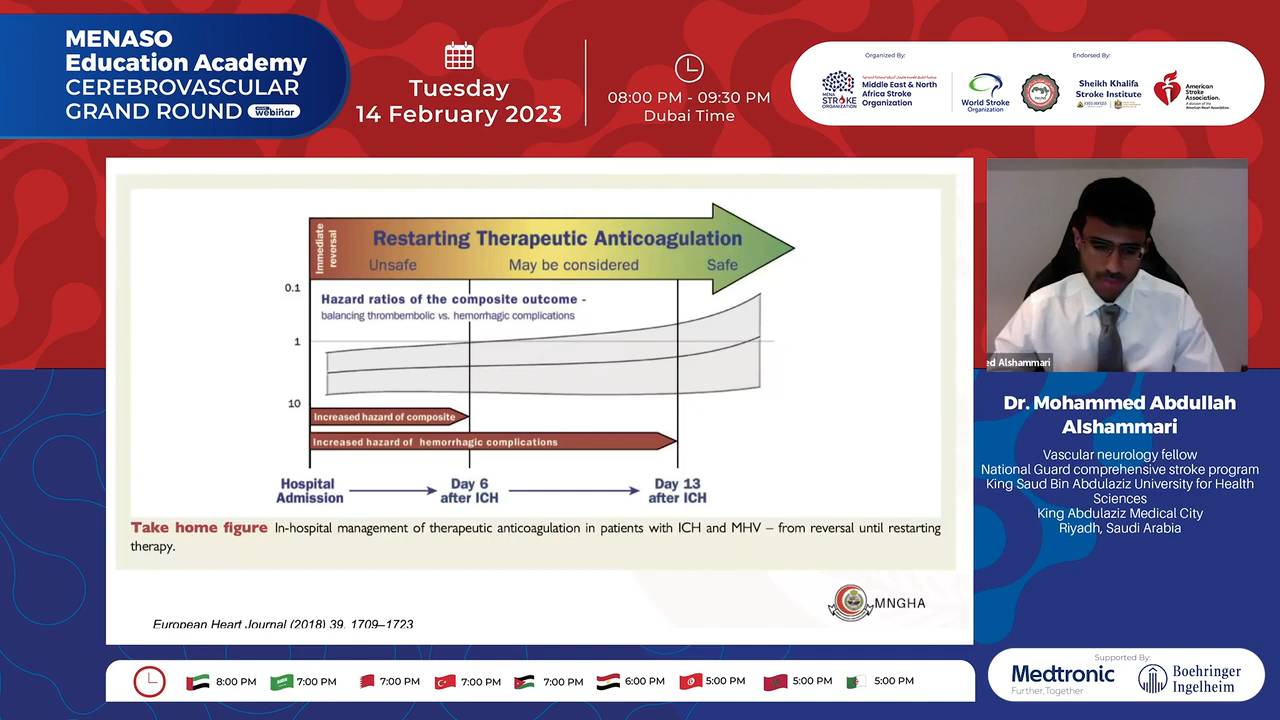 MENASO
Education Academy
CEREBROVASCULAR
GRAND ROUND
webinar
Tuesday
14 February 2023
08:00 PM - 09:30 PM
Dubai Time
Organized By:
Endorsed By:
MENA
STROKE
ORGANIZATION
Middle East & North
Africa Stroke
Organization
World Stroke
Organization
Sheikh Khalifa
Stroke Institute
American
Stroke
Association.
A division of the
American Heart Association.
Immediate
reversal
Restarting Therapeutic Anticoagulation
Unsafe
May be considered
Safe
0.1
Hazard ratios of the composite outcome -
balancing thrombembolic vs. hemorrhagic complications
1
10
Increased hazard of composite
Increased hazard of hemorrhagic complications
Hospital
Admission
Day 6
after ICH
Day 13
after ICH
Take home figure In-hospital management of therapeutic anticoagulation in patients with ICH and MHV – from reversal until restarting
therapy.
MNGHA
European Heart Journal (2018) 39, 1709–1723
ed Alshammari
Dr. Mohammed Abdullah
Alshammari
Vascular neurology fellow
National Guard comprehensive stroke program
King Saud Bin Abdulaziz University for Health
Sciences
King Abdulaziz Medical City
Riyadh, Saudi Arabia
8:00 PM
7:00 PM
7:00 PM
7:00 PM
7:00 PM
6:00 PM
5:00 PM
5:00 PM
5:00 PM
Supported By:
Medtronic
Further,Together
Boehringer
Ingelheim